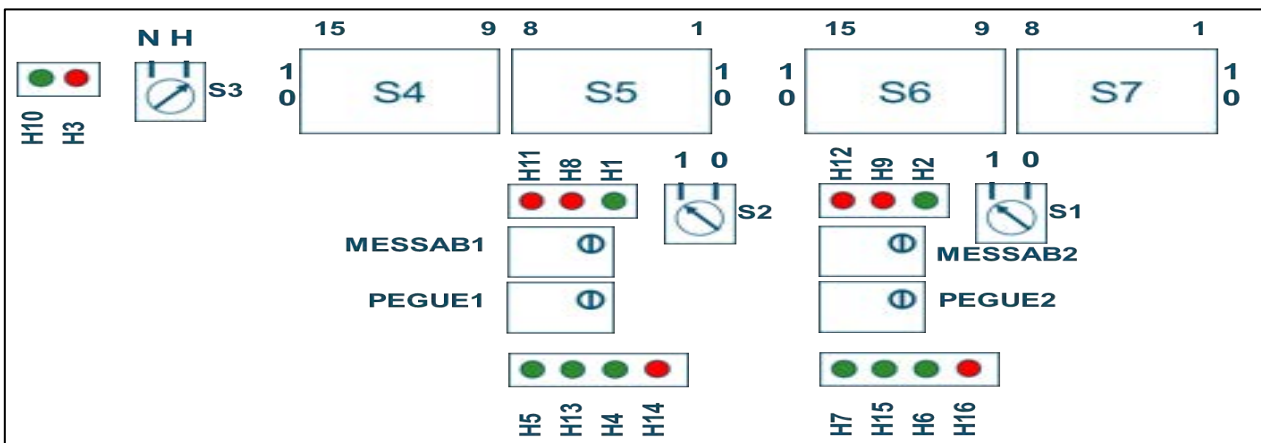 15 9 8 1 15 9 8 1
N H
1 S4 S5 1 1 S6 S7 1
0 0 0 0
S3
H10 H3
H11 H8 H1 1 0 H12 H9 H2 1 0
S2 S1
MESSAB1 MESSAB2
PEGUE1 PEGUE2
H5 H13 H4 H14 H7 H15 H6 H16